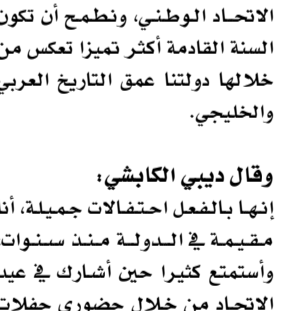 الاتحاد الوطني، ونطمح أن تكون
السنة القادمة أكثر تميزا تعكس من
خلالها دولتنا عمق التاريخ العربي
والخليجي.
وقال ديبي الكابشي:
إنها بالفعل احتفالات جميلة، أنا
مقيمة في الدولة منذ سنوات،
وأستمتع كثيرا حين أشارك في عيد
الاتحاد من خلال حضوري حفلات